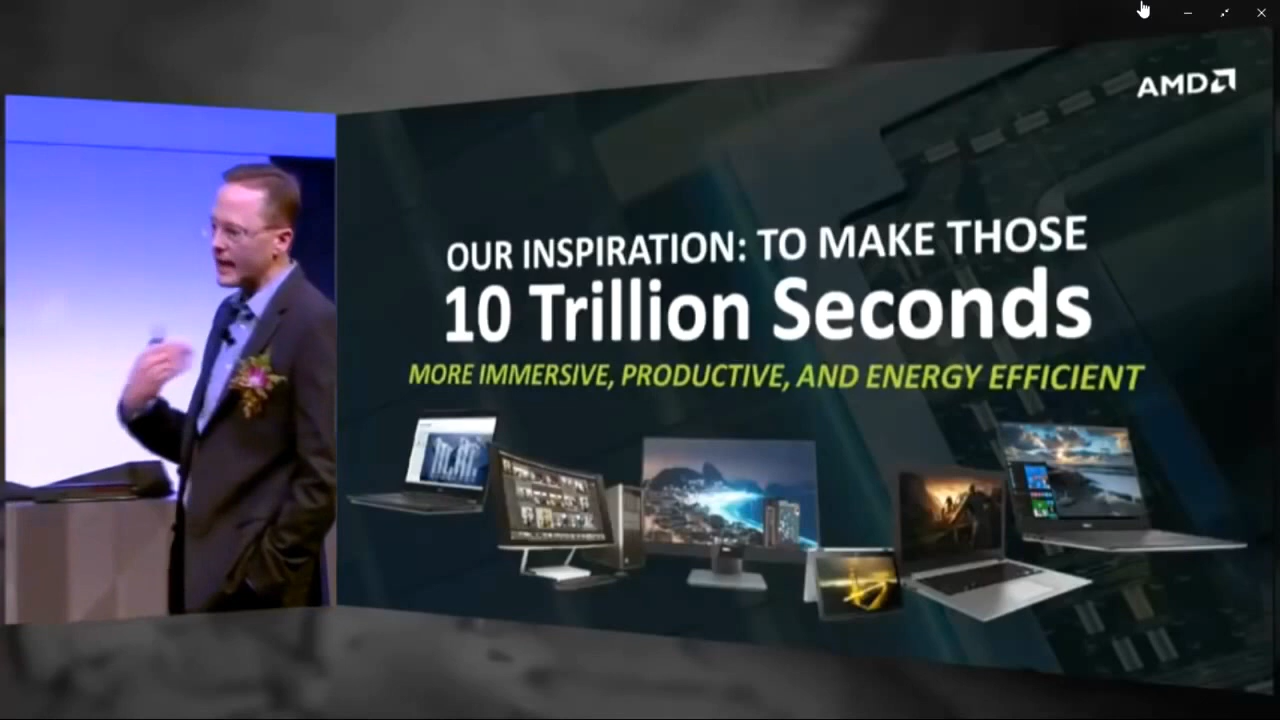 AMD
OUR INSPIRATION: TO MAKE THOSE
10 Trillion Seconds
MORE IMMERSIVE, PRODUCTIVE, AND ENERGY EFFICIENT